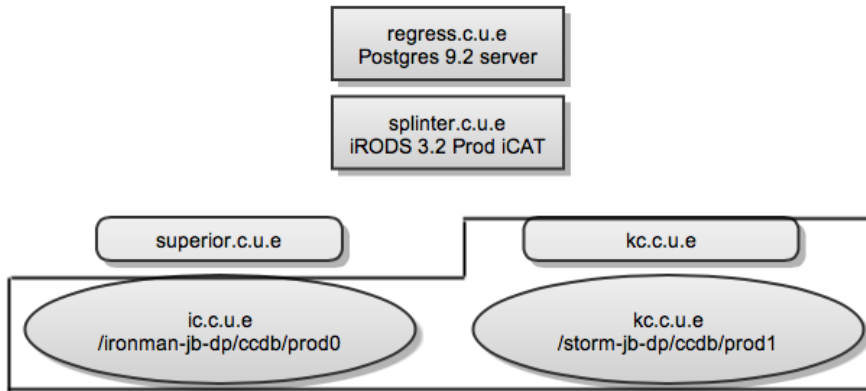 regress.c.u.e
Postgres 9.2 server
splinter.c.u.e
iRODS 3.2 Prod iCAT
superior.c.u.e
kc.c.u.e
ic.c.u.e
/ironman-jb-dp/ccdb/prod0
kc.c.u.e
/storm-jb-dp/ccdb/prod1